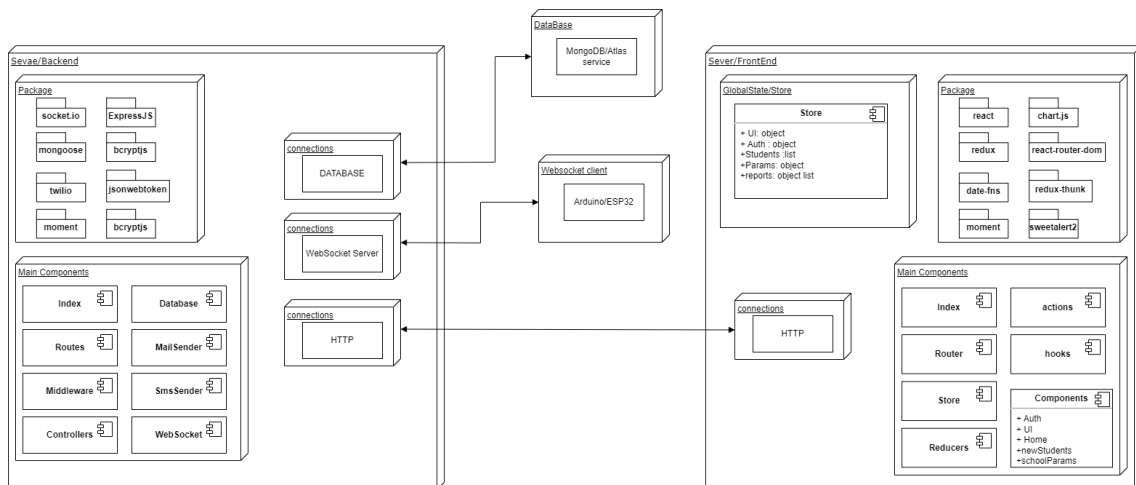 Sevae/Backend
Package
socket.io
ExpressJS
mongoose
bcryptjs
twilio
jsonwebtoken
moment
bcryptjs
Main Components
Index
Database
Routes
MailSender
Middleware
SmsSender
Controllers
WebSocket
connections
DATABASE
connections
WebSocket Server
connections
HTTP
DataBase
MongoDB/Atlas
service
Websocket client
Arduino/ESP32
Sever/FrontEnd
GlobalState/Store
Store
+ UI: object
+ Auth : object
+Students :list
+Params: object
+reports: object list
Package
react
chart.js
redux
react-router-dom
date-fns
redux-thunk
moment
sweetalert2
connections
HTTP
Main Components
Index
actions
Router
hooks
Store
Reducers
Components
+ Auth
+ UI
+ Home
+newStudents
+schoolParams